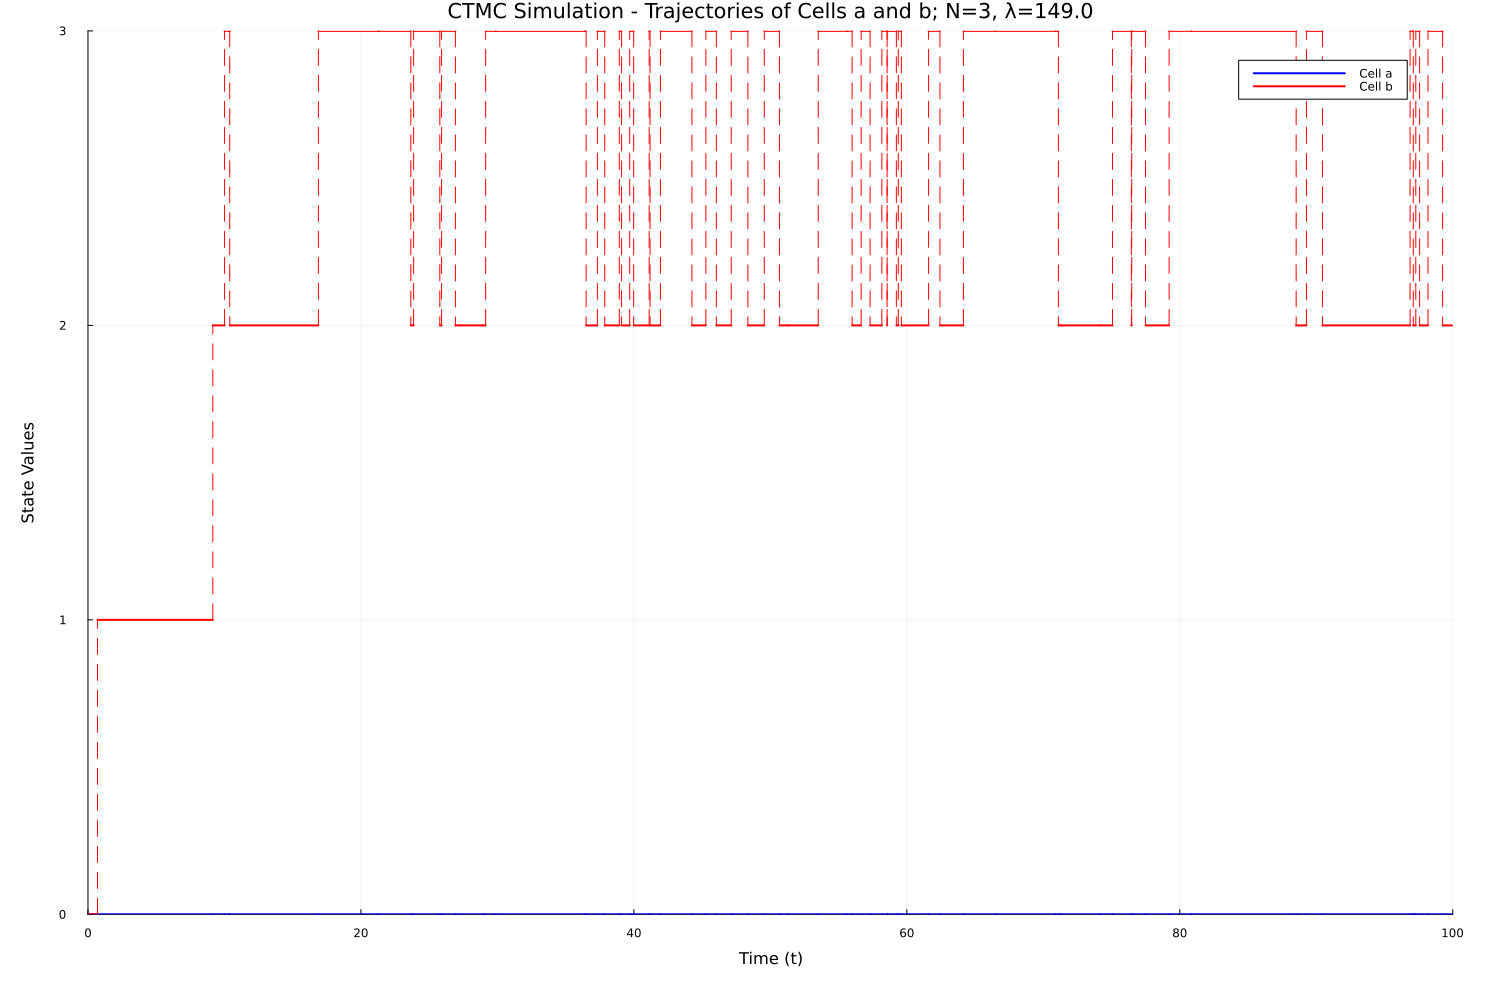 CTMC Simulation - Trajectories of Cells a and b; N=3, λ=149.0
3
Cell a
Cell b
2
State Values
1
0
0 20 40 60 80 100
Time (t)